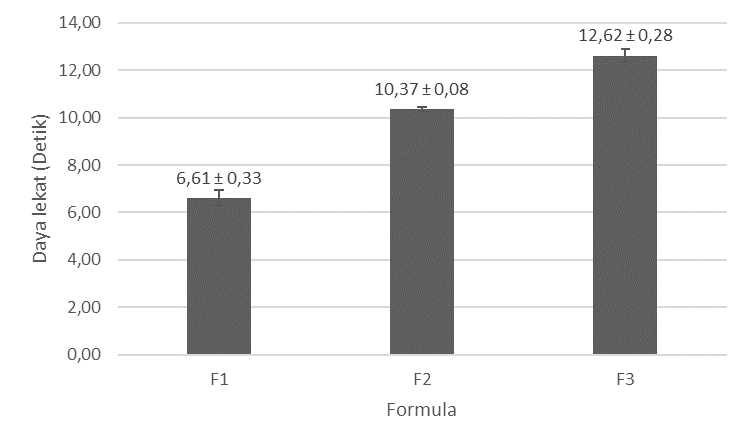 14,00
12,00
10,00
8,00
6,00
4,00
2,00
0,00
Daya lekat (Detik)
6,61 ± 0,33
10,37 ± 0,08
12,62 ± 0,28
F1
F2
F3
Formula